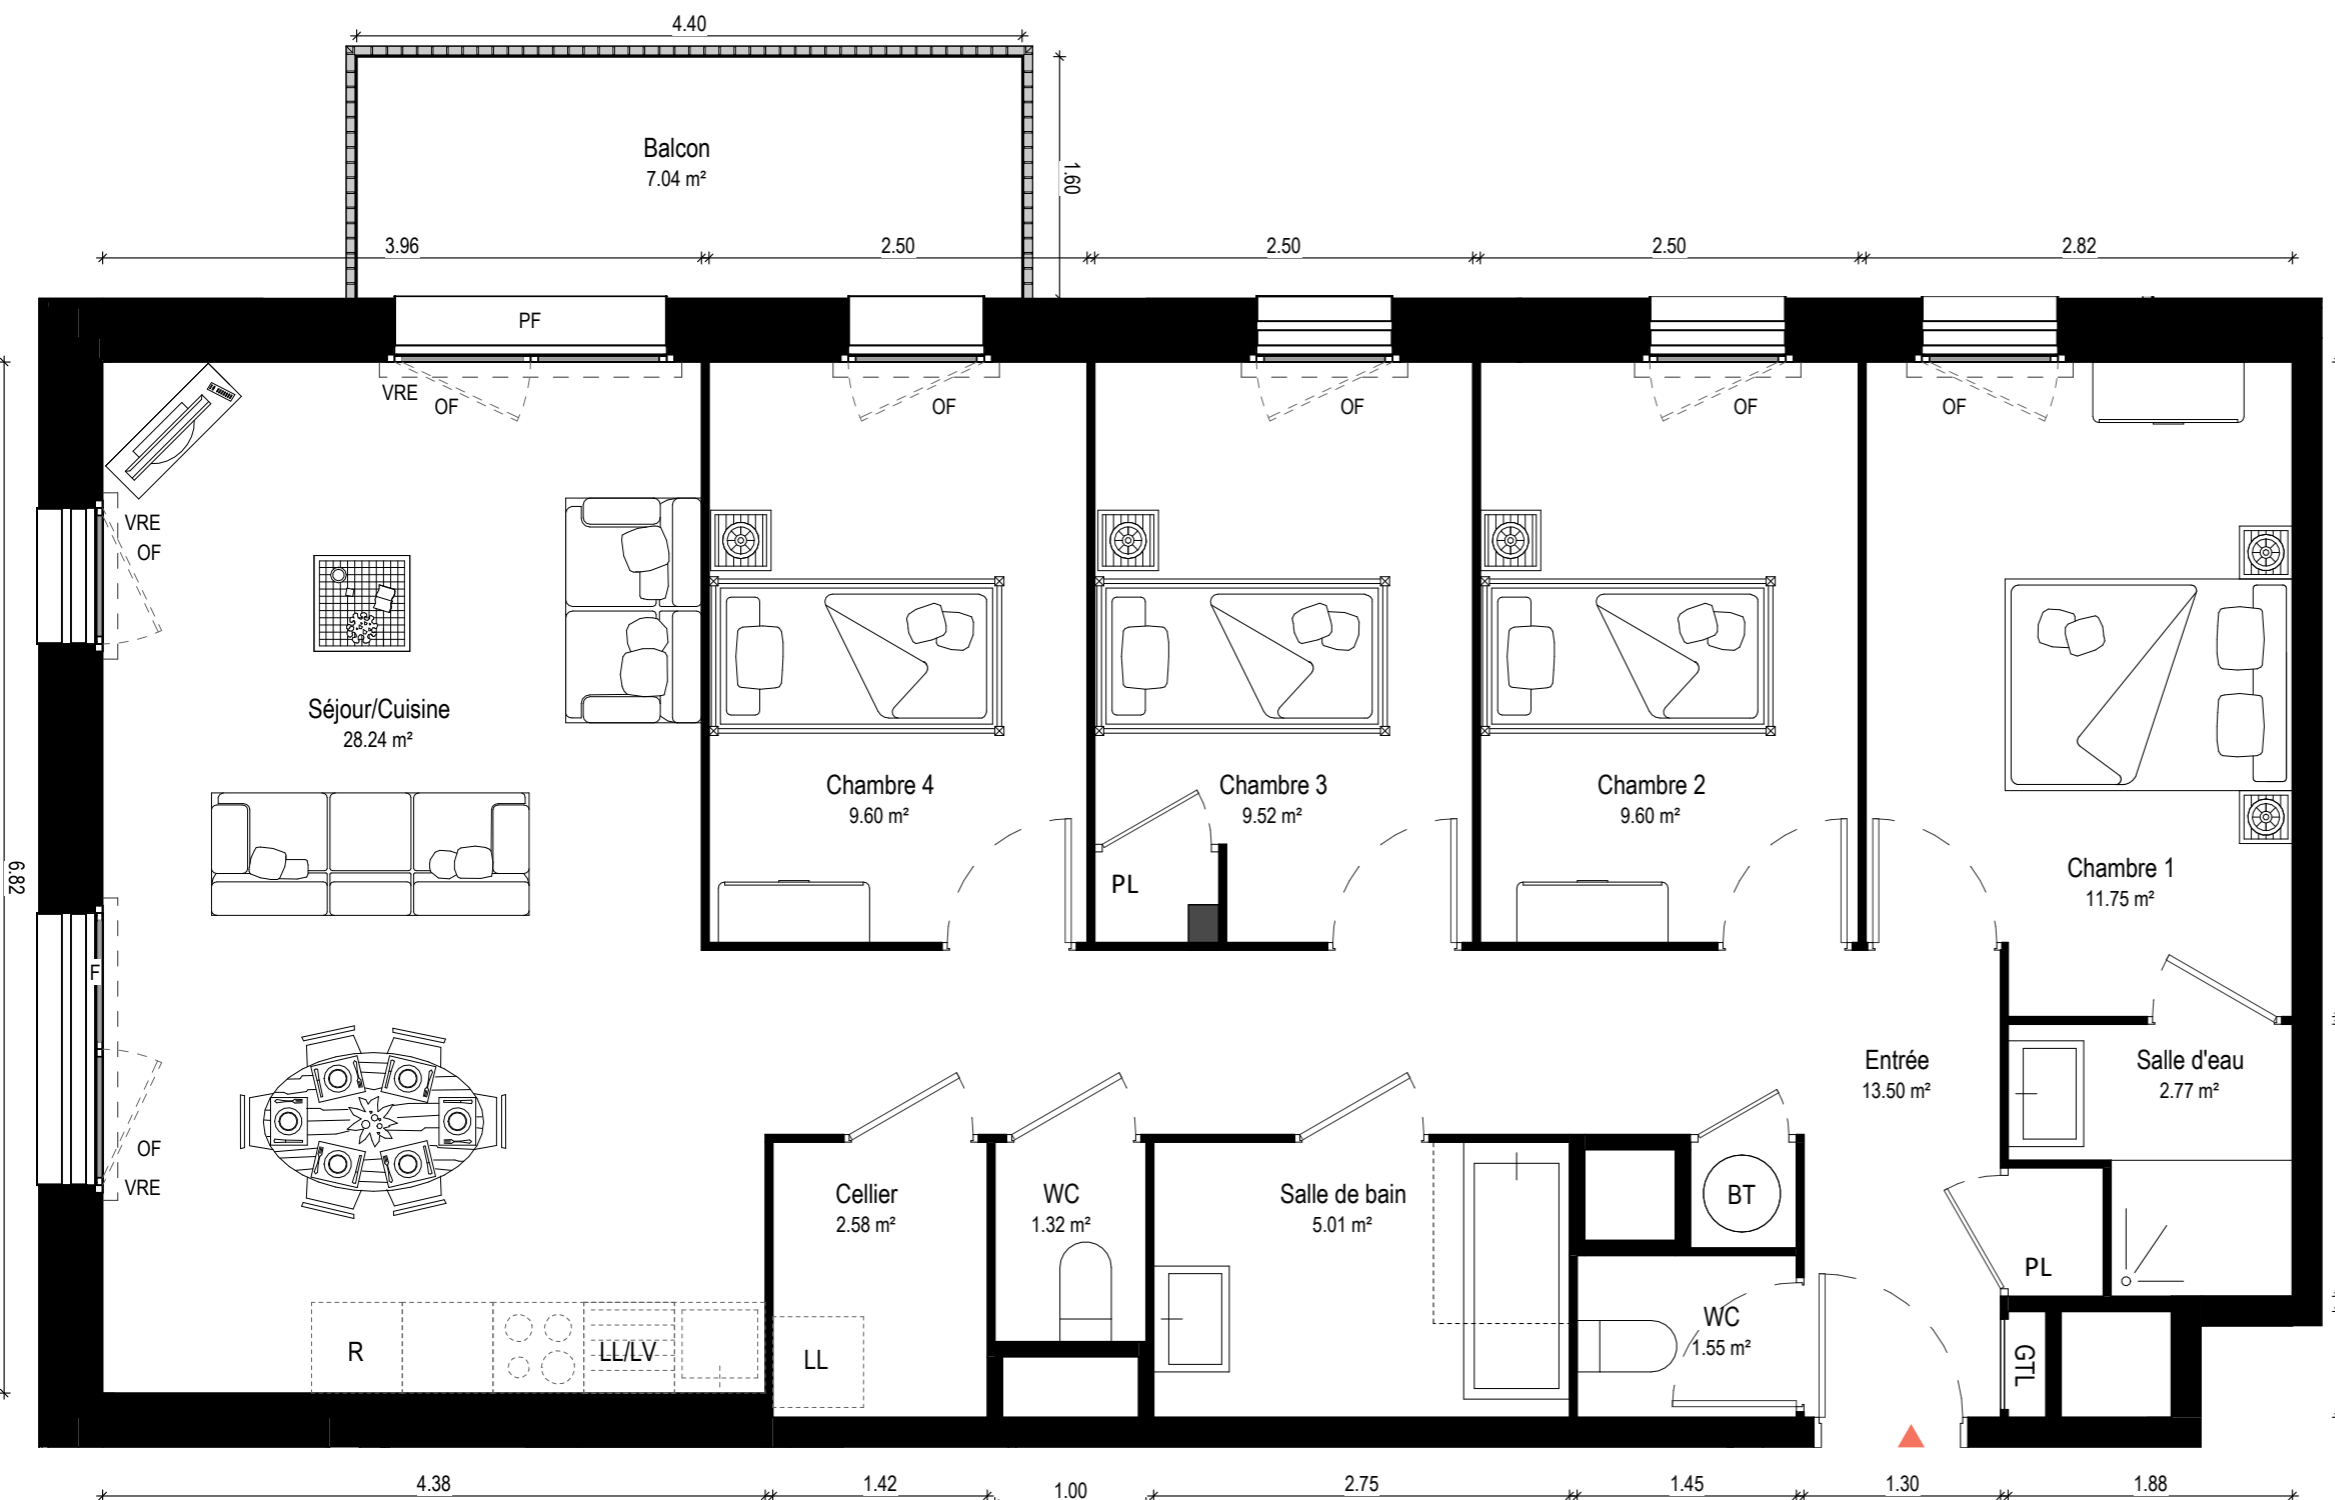 4.40
Balcon
7.04 m²
1.60
3.96
2.50
2.50
2.50
2.82
PF
VRE
OF
OF
OF
OF
OF
VRE
OF
Séjour/Cuisine
28.24 m²
Chambre 4
9.60 m²
Chambre 3
9.52 m²
Chambre 2
9.60 m²
Chambre 1
11.75 m²
6.82
PL
F
Entrée
13.50 m²
Salle d'eau
2.77 m²
OF
VRE
Cellier
2.58 m²
WC
1.32 m²
Salle de bain
5.01 m²
BT
PL
WC
1.55 m²
R
LL/LV
LL
GTL
4.38
1.42
1.00
2.75
1.45
1.30
1.88